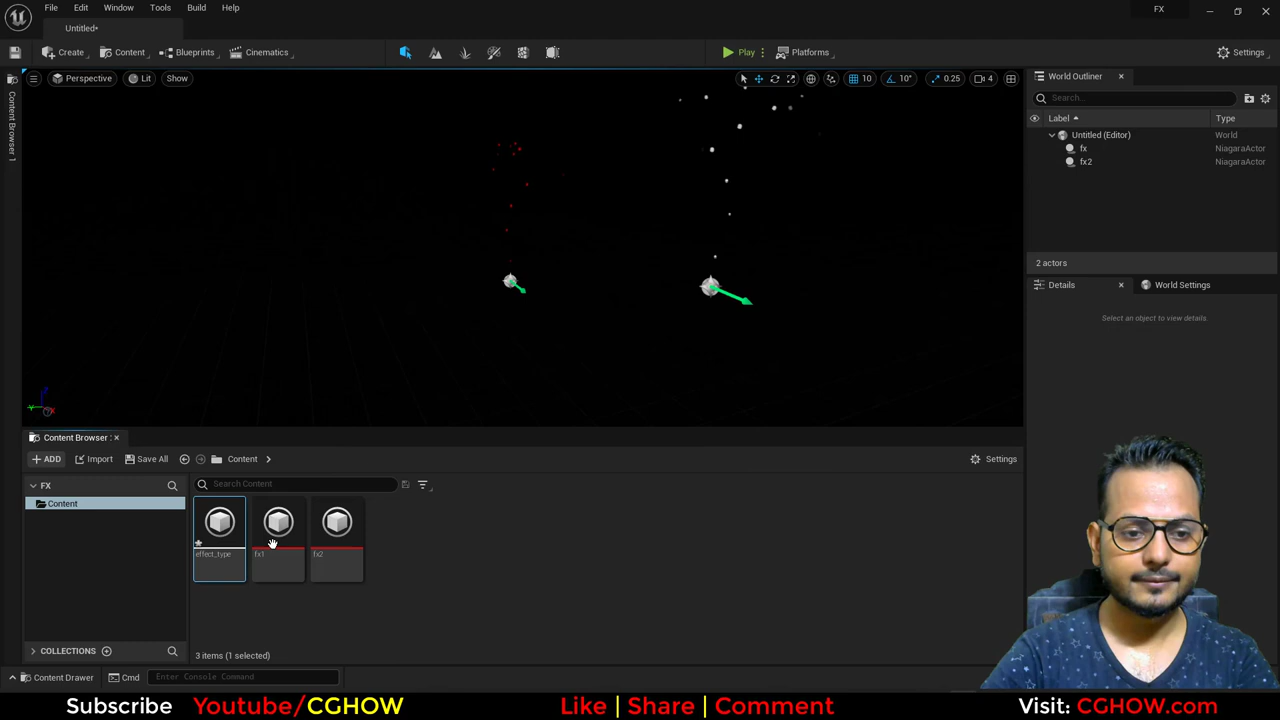 File Edit Window Tools Build Help
FX
Untitled*
Create Content Blueprints Cinematics Play Platforms Settings
Perspective Lit Show 10 10° 0.25 4
World Outliner
Search...
Label Type
Untitled (Editor) World
fx NiagaraActor
fx2 NiagaraActor
2 actors
Details World Settings
Select an object to view details.
Content Browser 1
Content Browser
ADD Import Save All Content Settings
FX
Search Content
Content
effect_type
fx1
fx2
COLLECTIONS
3 items (1 selected)
Content Drawer Cmd Enter Console Command
Subscribe Youtube/CGHOW Like | Share | Comment Visit: CGHOW.com